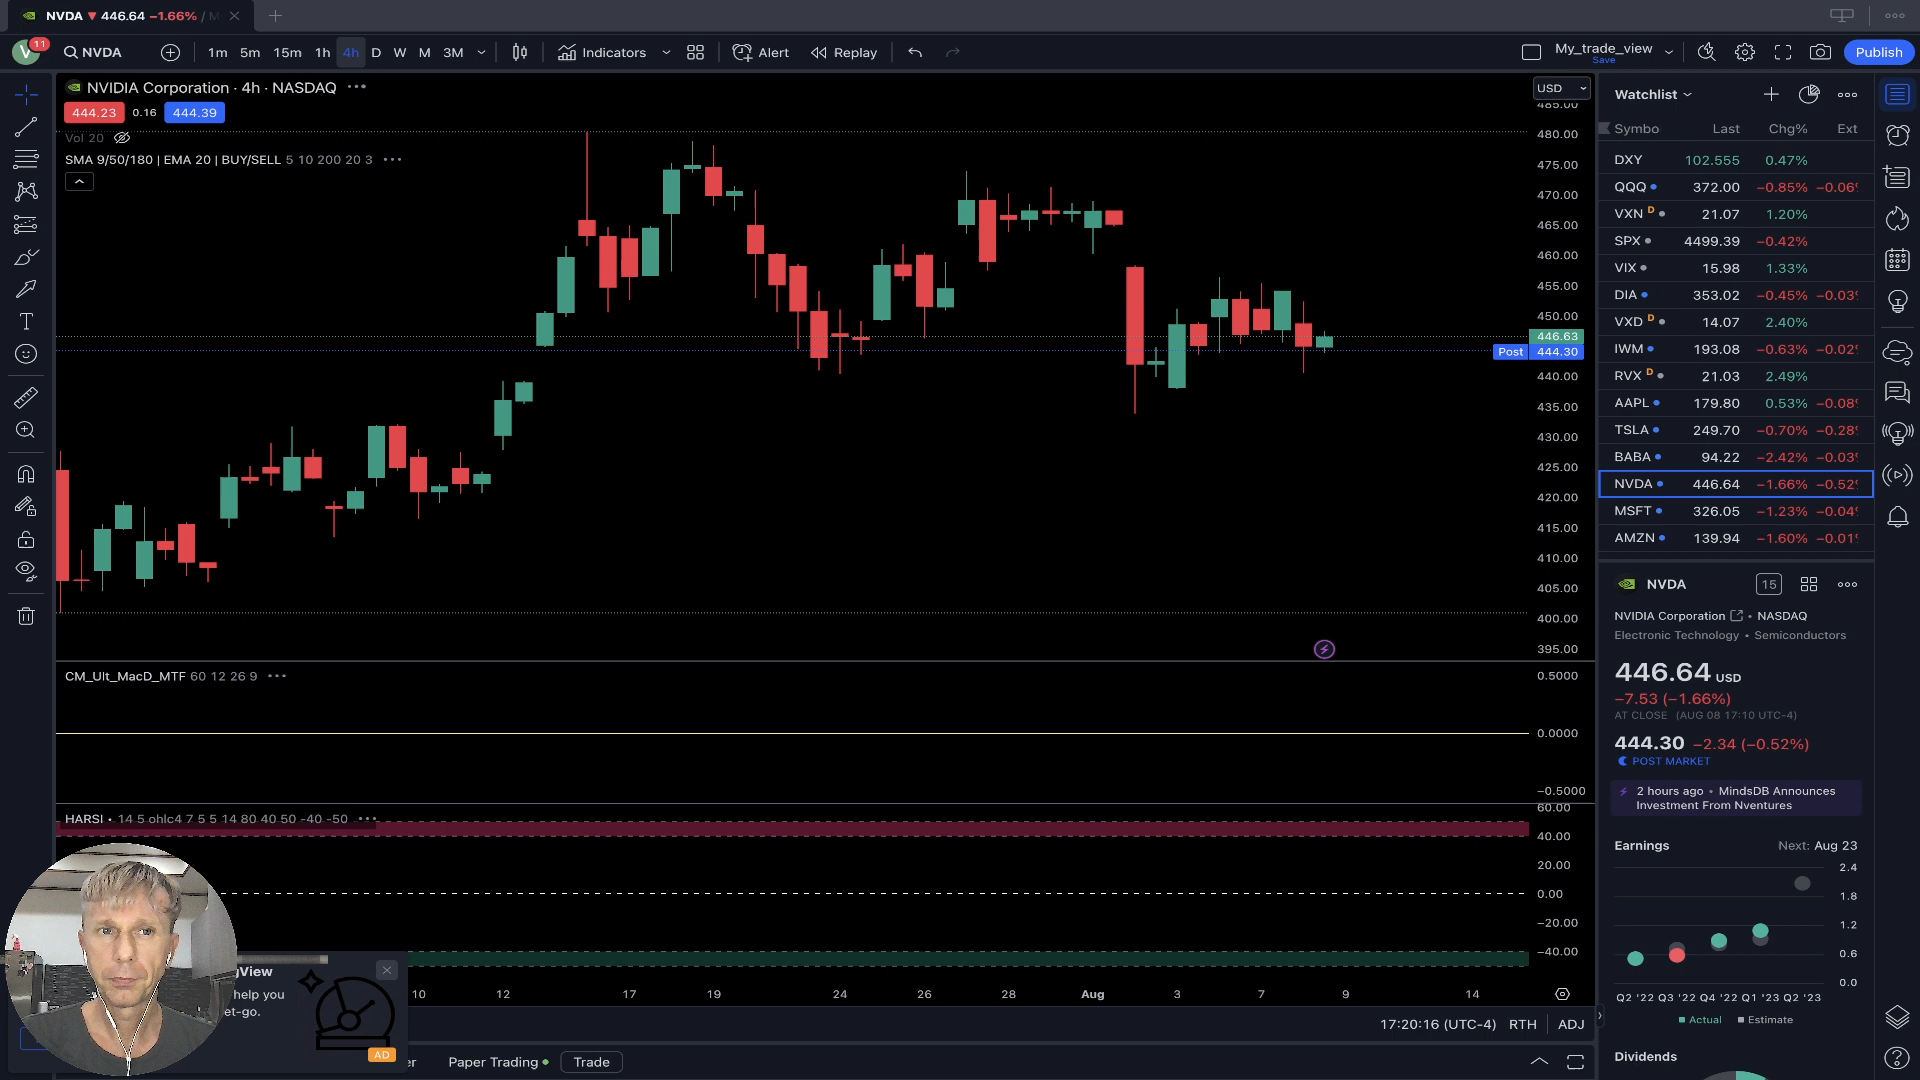 NVDA ▼ 446.64 −1.66% / M
11
V
NVDA
1m 5m 15m 1h 4h D W M 3M
Indicators
Alert
Replay
My_trade_view
Save
Publish
NVIDIA Corporation · 4h · NASDAQ
444.23 0.16 444.39
Vol 20
SMA 9/50/180 | EMA 20 | BUY/SELL 5 10 200 20 3
USD
485.00
480.00
475.00
470.00
465.00
460.00
455.00
450.00
446.63
Post 444.30
440.00
435.00
430.00
425.00
420.00
415.00
410.00
405.00
400.00
395.00
CM_Ult_MacD_MTF 60 12 26 9
0.5000
0.0000
−0.5000
HARSI • 14 5 ohlc4 7 5 5 14 80 40 50 -40 -50
60.00
40.00
20.00
0.00
−20.00
−40.00
10 12 17 19 24 26 28 Aug 3 7 9 14
gView
help you
et-go.
AD
17:20:16 (UTC-4) RTH ADJ
er Paper Trading Trade
Watchlist
Symbo Last Chg% Ext
DXY 102.555 0.47%
QQQ 372.00 −0.85% −0.06
VXN D 21.07 1.20%
SPX 4499.39 −0.42%
VIX 15.98 1.33%
DIA 353.02 −0.45% −0.03
VXD D 14.07 2.40%
IWM 193.08 −0.63% −0.02
RVX D 21.03 2.49%
AAPL 179.80 0.53% −0.08
TSLA 249.70 −0.70% −0.28
BABA 94.22 −2.42% −0.03
NVDA 446.64 −1.66% −0.52
MSFT 326.05 −1.23% −0.04
AMZN 139.94 −1.60% −0.01
NVDA 15
NVIDIA Corporation • NASDAQ
Electronic Technology • Semiconductors
446.64 USD
−7.53 (−1.66%)
AT CLOSE (AUG 08 17:10 UTC-4)
444.30 −2.34 (−0.52%)
POST MARKET
2 hours ago • MindsDB Announces
Investment From Nventures
Earnings Next: Aug 23
2.4
1.8
1.2
0.6
0.0
Q2 '22 Q3 '22 Q4 '22 Q1 '23 Q2 '23
Actual Estimate
Dividends